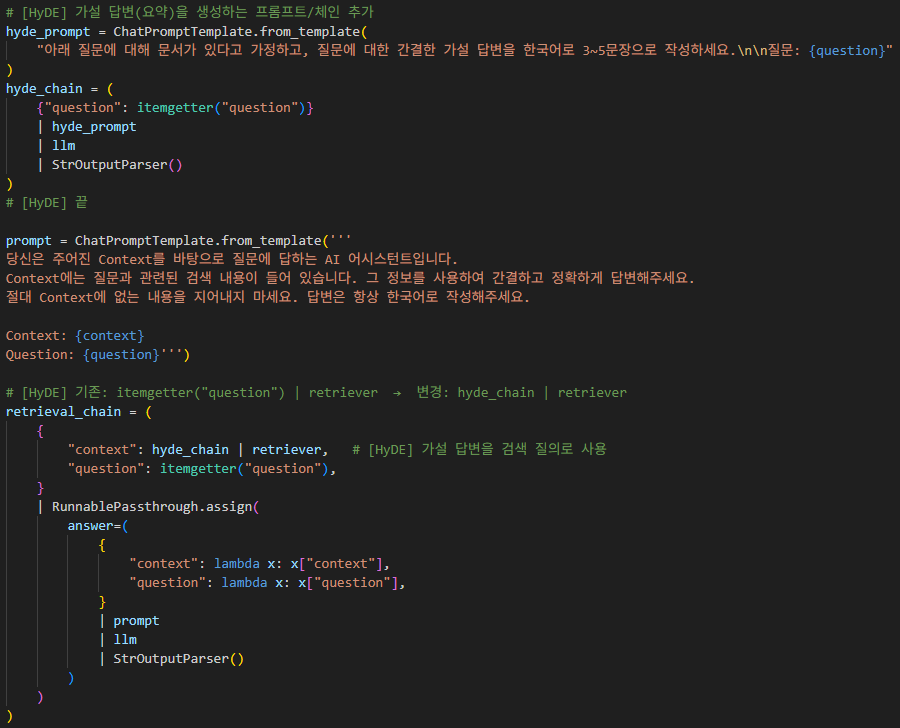 # [HyDE] 가설 답변(요약)을 생성하는 프롬프트/체인 추가
hyde_prompt = ChatPromptTemplate.from_template(
    "아래 질문에 대해 문서가 있다고 가정하고, 질문에 대한 간결한 가설 답변을 한국어로 3~5문장으로 작성하세요.\n\n질문: {question}"
)
hyde_chain = (
    {"question": itemgetter("question")}
    | hyde_prompt
    | llm
    | StrOutputParser()
)
# [HyDE] 끝

prompt = ChatPromptTemplate.from_template('''
당신은 주어진 Context를 바탕으로 질문에 답하는 AI 어시스턴트입니다.
Context에는 질문과 관련된 검색 내용이 들어 있습니다. 그 정보를 사용하여 간결하고 정확하게 답변해주세요.
절대 Context에 없는 내용을 지어내지 마세요. 답변은 항상 한국어로 작성해주세요.

Context: {context}
Question: {question}''')

# [HyDE] 기존: itemgetter("question") | retriever  →  변경: hyde_chain | retriever
retrieval_chain = (
    {
        "context": hyde_chain | retriever,   # [HyDE] 가설 답변을 검색 질의로 사용
        "question": itemgetter("question"),
    }
    | RunnablePassthrough.assign(
        answer=(
            {
                "context": lambda x: x["context"],
                "question": lambda x: x["question"],
            }
            | prompt
            | llm
            | StrOutputParser()
        )
    )
)